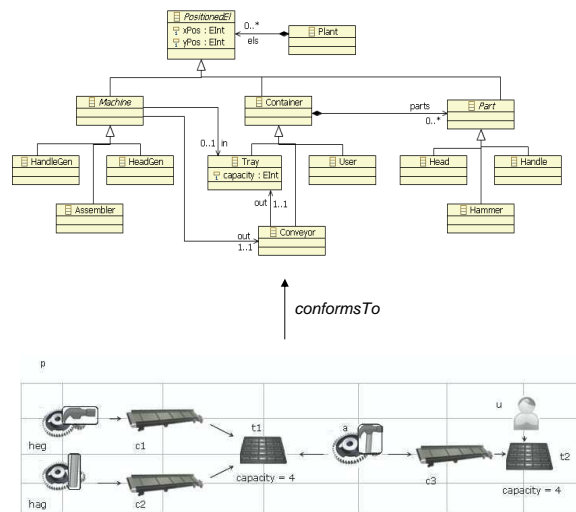 PositionedEl
xPos : EInt
yPos : EInt
0..*
els
Plant
Machine
Container
parts
0..*
Part
0..1 in
HandleGen
HeadGen
Tray
capacity : EInt
User
Head
Handle
Assembler
out 1..1
Hammer
out
1..1
Conveyor
conformsTo
p
u
t1
a
heg
c1
t2
c3
capacity = 4
capacity = 4
hag
c2